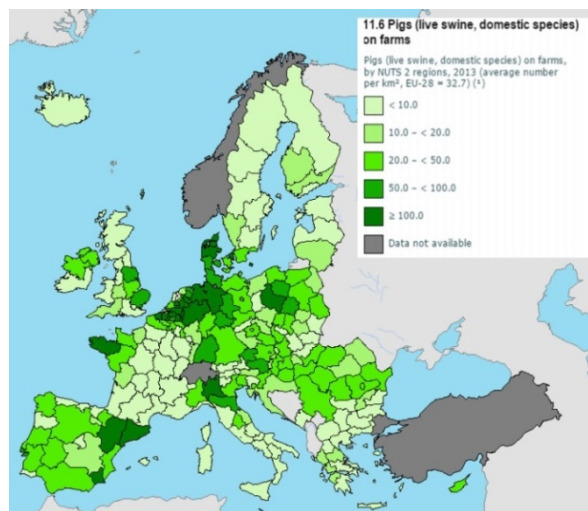 11.6 Pigs (live swine, domestic species)
on farms
Pigs (live swine, domestic species) on farms,
by NUTS 2 regions, 2013 (average number
per km², EU-28 = 32.7) (¹)
< 10.0
10.0 – < 20.0
20.0 – < 50.0
50.0 – < 100.0
≥ 100.0
Data not available